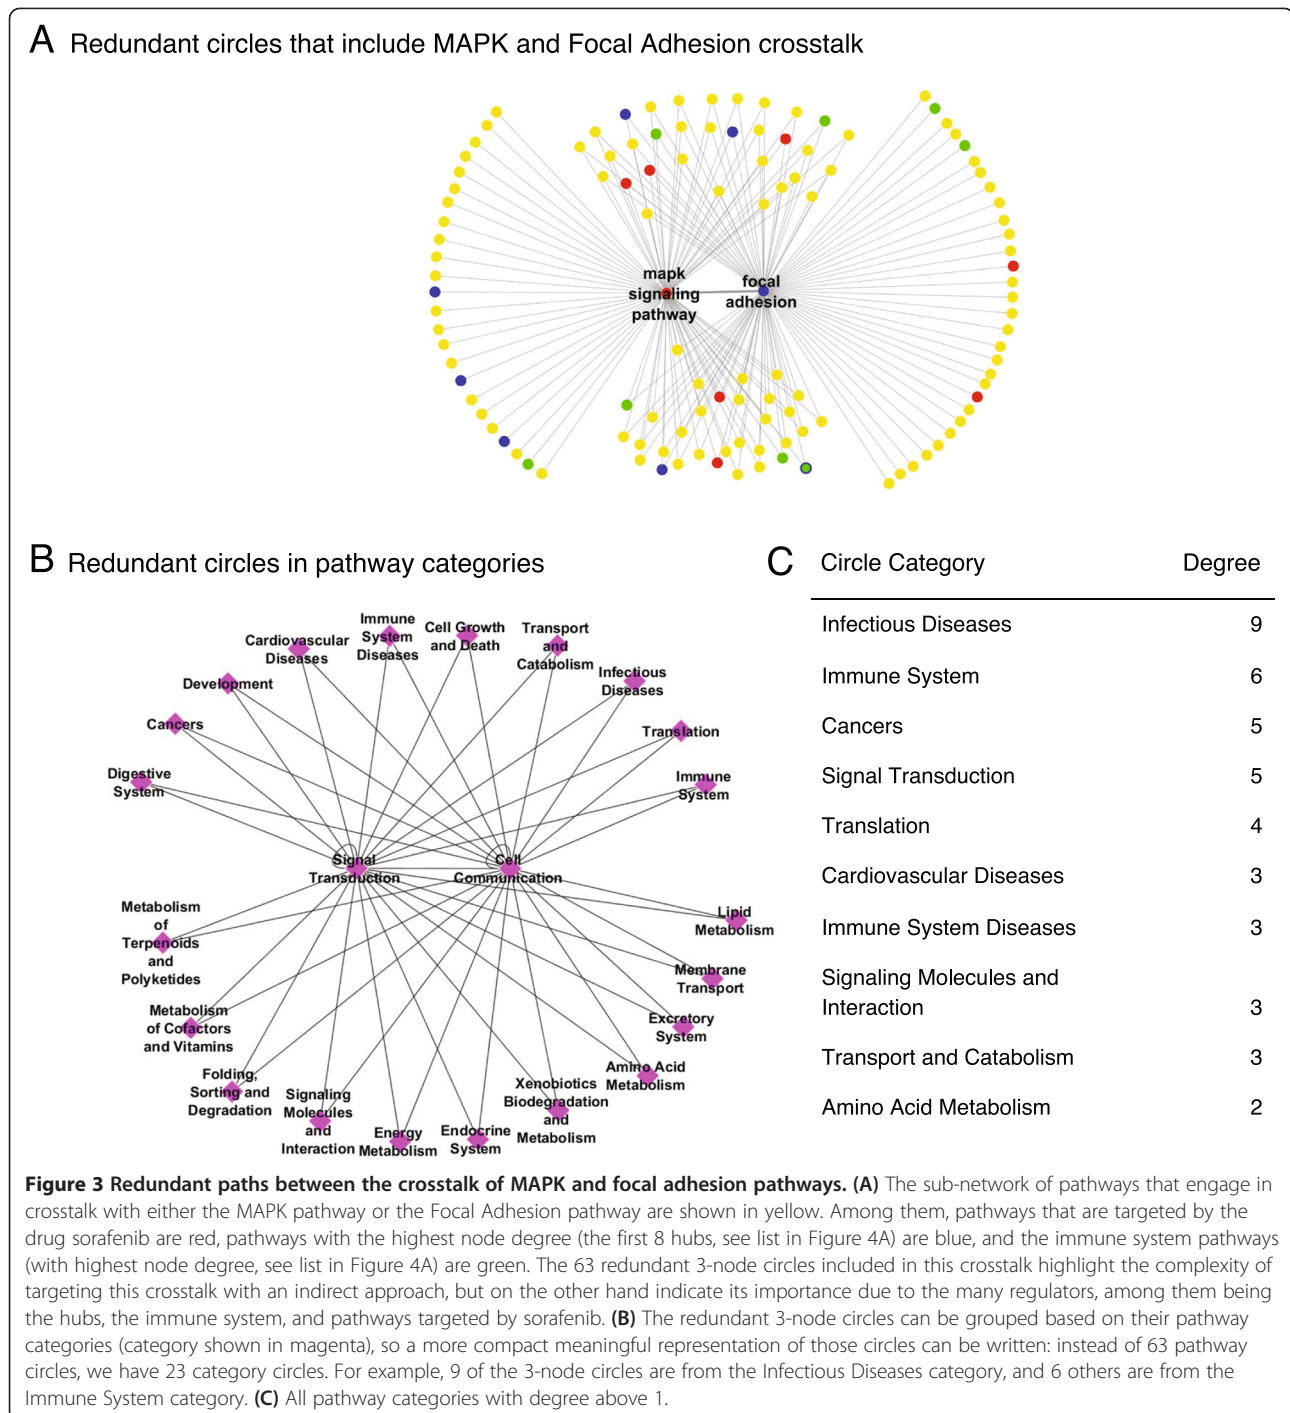 A Redundant circles that include MAPK and Focal Adhesion crosstalk
mapk
signaling
pathway
focal
adhesion
B Redundant circles in pathway categories
Immune
System
Diseases
Cell Growth
and Death
Transport
and
Catabolism
Cardiovascular
Diseases
Infectious
Diseases
Development
Cancers
Translation
Digestive
System
Immune
System
Signal
Transduction
Cell
Communication
Metabolism
of
Terpenoids
and
Polyketides
Lipid
Metabolism
Membrane
Transport
Metabolism
of Cofactors
and Vitamins
Excretory
System
Folding,
Sorting and
Degradation
Amino Acid
Metabolism
Signaling
Molecules
and
Interaction
Xenobiotics
Biodegradation
and
Metabolism
Energy
Metabolism
Endocrine
System
C Circle Category Degree
Infectious Diseases 9
Immune System 6
Cancers 5
Signal Transduction 5
Translation 4
Cardiovascular Diseases 3
Immune System Diseases 3
Signaling Molecules and
Interaction 3
Transport and Catabolism 3
Amino Acid Metabolism 2
Figure 3 Redundant paths between the crosstalk of MAPK and focal adhesion pathways. (A) The sub-network of pathways that engage in
crosstalk with either the MAPK pathway or the Focal Adhesion pathway are shown in yellow. Among them, pathways that are targeted by the
drug sorafenib are red, pathways with the highest node degree (the first 8 hubs, see list in Figure 4A) are blue, and the immune system pathways
(with highest node degree, see list in Figure 4A) are green. The 63 redundant 3-node circles included in this crosstalk highlight the complexity of
targeting this crosstalk with an indirect approach, but on the other hand indicate its importance due to the many regulators, among them being
the hubs, the immune system, and pathways targeted by sorafenib. (B) The redundant 3-node circles can be grouped based on their pathway
categories (category shown in magenta), so a more compact meaningful representation of those circles can be written: instead of 63 pathway
circles, we have 23 category circles. For example, 9 of the 3-node circles are from the Infectious Diseases category, and 6 others are from the
Immune System category. (C) All pathway categories with degree above 1.